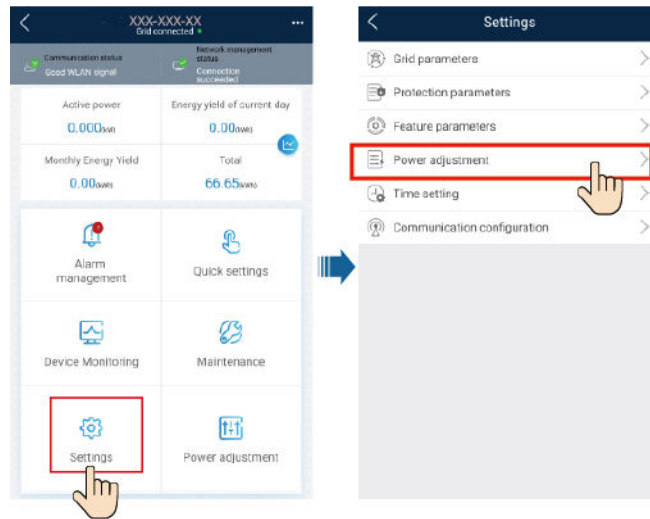 XXX-XXX-XX
Grid connected
Communication status
Good WLAN signal
Network management
status
Connection
succeeded
Active power
0.000kW
Energy yield of current day
0.00kWh
Monthly Energy Yield
0.00kWh
Total
66.65kWh
Alarm
management
Quick settings
Device Monitoring
Maintenance
Settings
Power adjustment
Settings
Grid parameters
Protection parameters
Feature parameters
Power adjustment
Time setting
Communication configuration